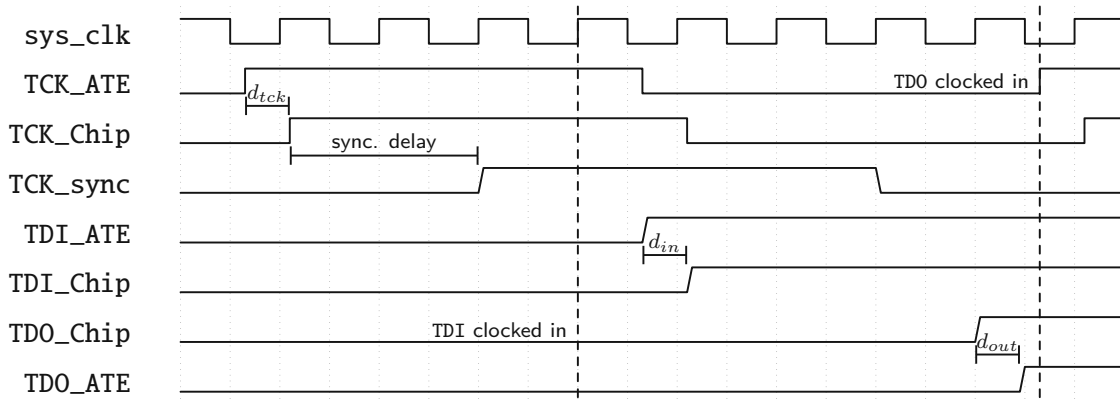 sys_clk
TCK_ATE
TDO clocked in
d_tck
TCK_Chip
sync. delay
TCK_sync
TDI_ATE
d_in
TDI_Chip
TDO_Chip
TDI clocked in
d_out
TDO_ATE